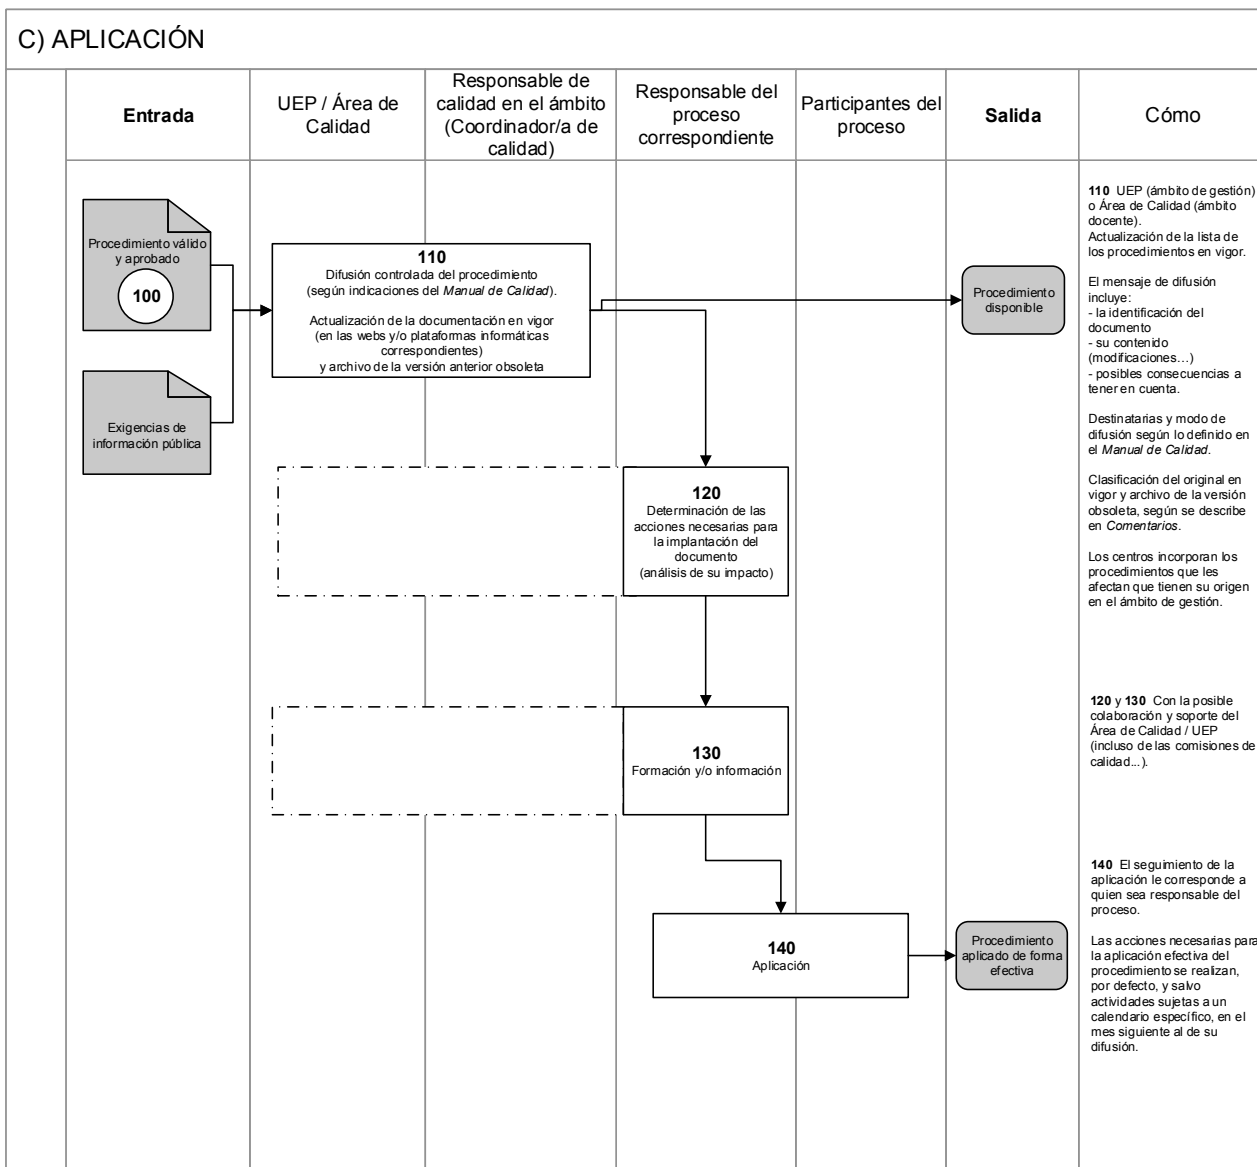 C) APLICACIÓN
Entrada
UEP / Área de
Calidad
Responsable de
calidad en el ámbito
(Coordinador/a de
calidad)
Responsable del
proceso
correspondiente
Participantes del
proceso
Salida
Cómo
Procedimiento válido
y aprobado
100
Exigencias de
información pública
110
Difusión controlada del procedimiento
(según indicaciones del Manual de Calidad).
Actualización de la documentación en vigor
(en las webs y/o plataformas informáticas
correspondientes)
y archivo de la versión anterior obsoleta
Procedimiento
disponible
110 UEP (ámbito de gestión)
o Área de Calidad (ámbito
docente).
Actualización de la lista de
los procedimientos en vigor.
El mensaje de difusión
incluye:
- la identificación del
documento
- su contenido
(modificaciones…)
- posibles consecuencias a
tener en cuenta.
Destinatarias y modo de
difusión según lo definido en
el Manual de Calidad.
Clasificación del original en
vigor y archivo de la versión
obsoleta, según se describe
en Comentarios.
Los centros incorporan los
procedimientos que les
afectan que tienen su origen
en el ámbito de gestión.
120
Determinación de las
acciones necesarias para
la implantación del
documento
(análisis de su impacto)
130
Formación y/o información
120 y 130 Con la posible
colaboración y soporte del
Área de Calidad / UEP
(incluso de las comisiones de
calidad...).
140
Aplicación
Procedimiento
aplicado de forma
efectiva
140 El seguimiento de la
aplicación le corresponde a
quien sea responsable del
proceso.
Las acciones necesarias para
la aplicación efectiva del
procedimiento se realizan,
por defecto, y salvo
actividades sujetas a un
calendario específico, en el
mes siguiente al de su
difusión.